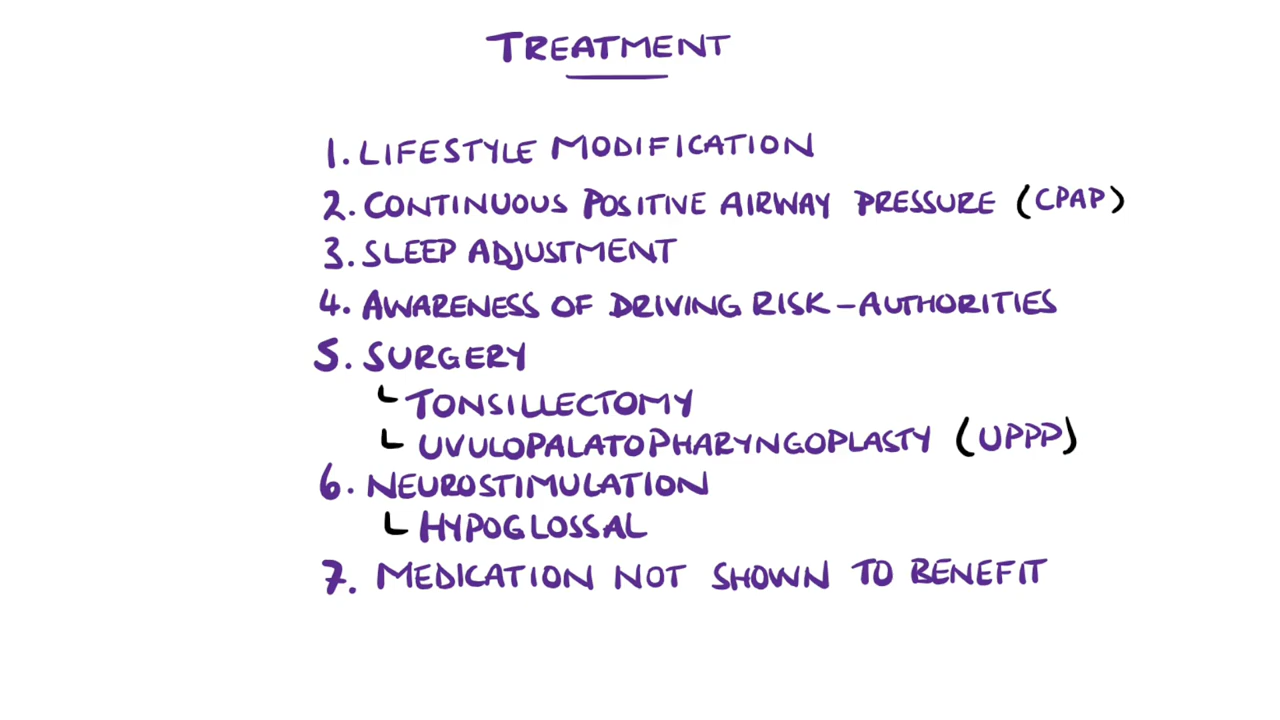 TREATMENT
1. LIFESTYLE MODIFICATION
2. CONTINUOUS POSITIVE AIRWAY PRESSURE (CPAP)
3. SLEEP ADJUSTMENT
4. AWARENESS OF DRIVING RISK - AUTHORITIES
5. SURGERY
TONSILLECTOMY
UVULOPALATOPHARYNGOPLASTY (UPPP)
6. NEUROSTIMULATION
HYPOGLOSSAL
7. MEDICATION NOT SHOWN TO BENEFIT